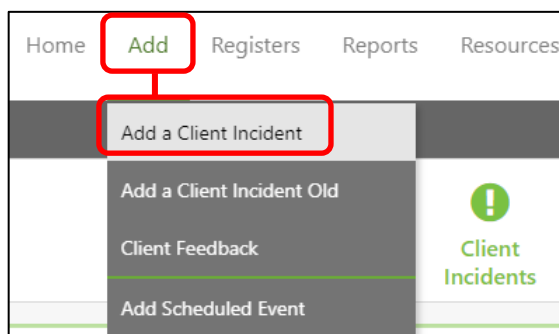 Home Add Registers Reports Resources
Add a Client Incident
Add a Client Incident Old
Client Feedback
Add Scheduled Event
Client
Incidents